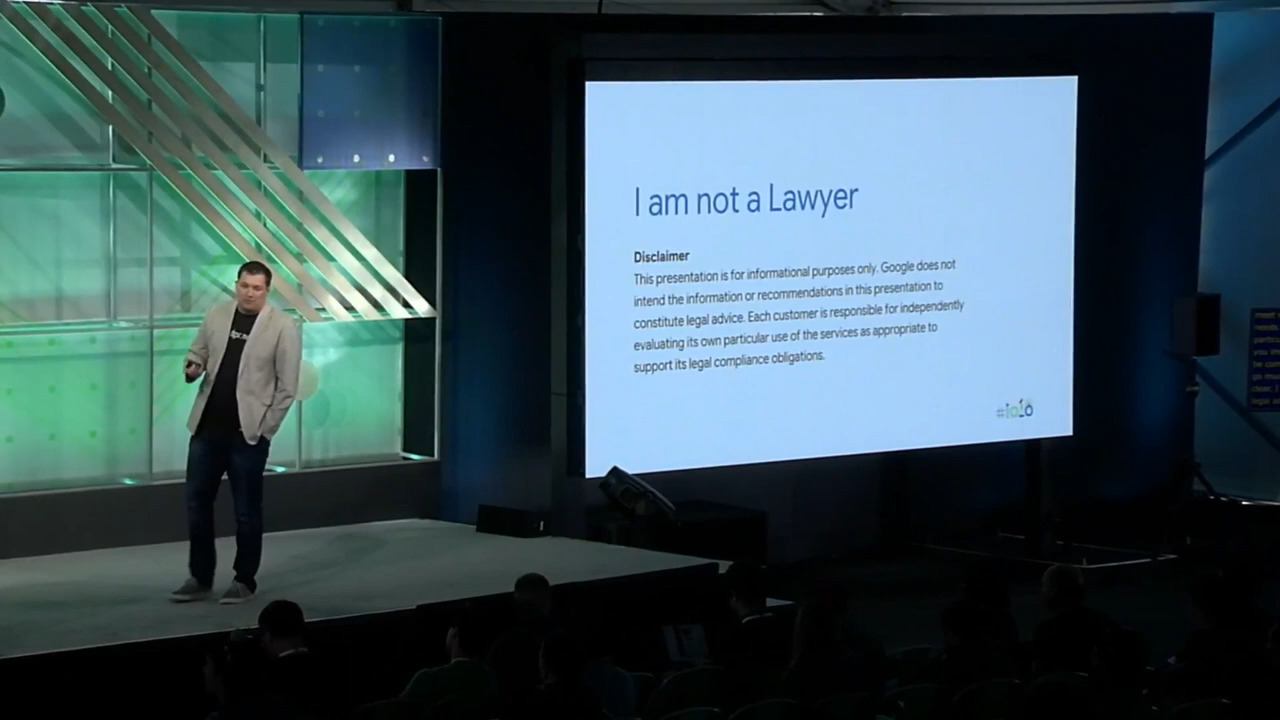 I am not a Lawyer
Disclaimer
This presentation is for informational purposes only. Google does not
intend the information or recommendations in this presentation to
constitute legal advice. Each customer is responsible for independently
evaluating its own particular use of the services as appropriate to
support its legal compliance obligations.
#io18